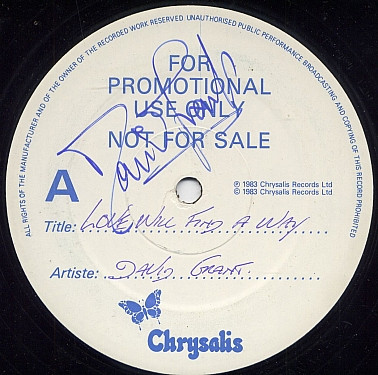 ALL RIGHTS OF THE MANUFACTURER AND OF THE OWNER OF THE RECORDED WORK RESERVED. UNAUTHORISED PUBLIC PERFORMANCE BROADCASTING AND COPYING OF THIS RECORD PROHIBITED
FOR
PROMOTIONAL
USE ONLY
NOT FOR SALE
David Grant
A
℗ 1983 Chrysalis Records Ltd
© 1983 Chrysalis Records Ltd
Title: LOVE WILL FIND A WAY
Artiste: DAVID GRANT
Chrysalis